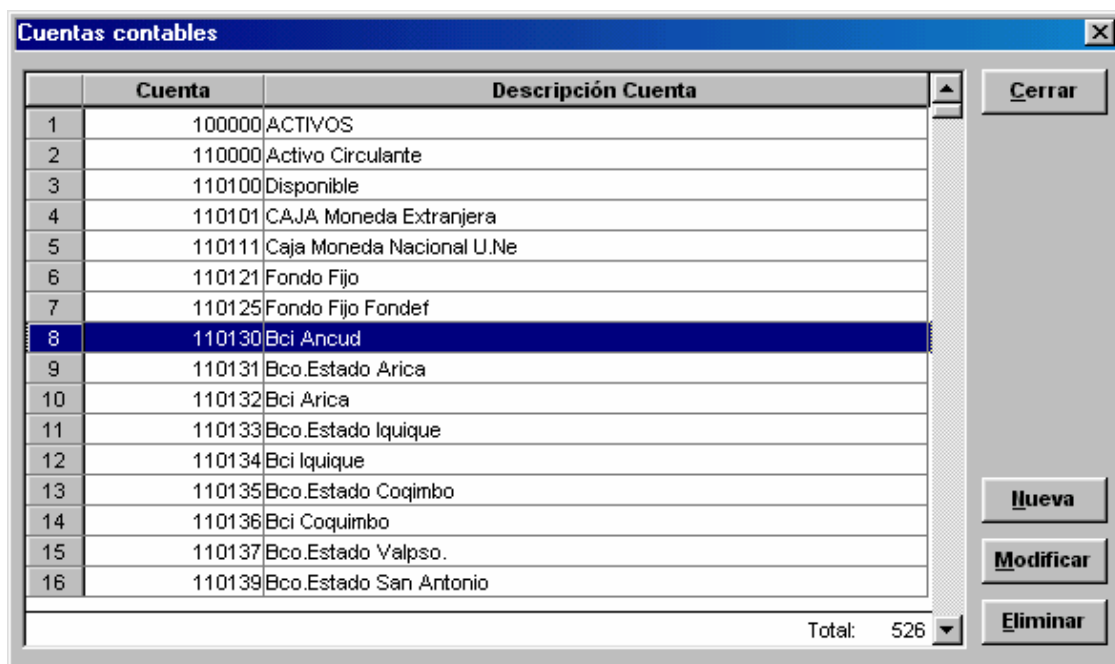 Cuentas contables
Cuenta Descripción Cuenta
Cerrar
1 100000 ACTIVOS
2 110000 Activo Circulante
3 110100 Disponible
4 110101 CAJA Moneda Extranjera
5 110111 Caja Moneda Nacional U.Ne
6 110121 Fondo Fijo
7 110125 Fondo Fijo Fondef
8 110130 Bci Ancud
9 110131 Bco.Estado Arica
10 110132 Bci Arica
11 110133 Bco.Estado Iquique
12 110134 Bci Iquique
13 110135 Bco.Estado Coqimbo
14 110136 Bci Coquimbo
15 110137 Bco.Estado Valpso.
16 110139 Bco.Estado San Antonio
Nueva
Modificar
Eliminar
Total: 526